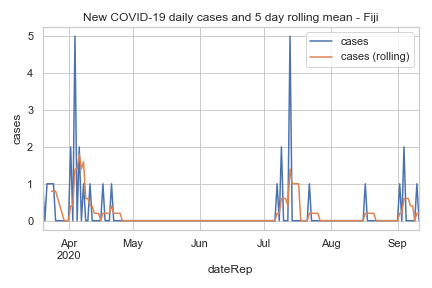 New COVID-19 daily cases and 5 day rolling mean - Fiji
cases
cases (rolling)
5
4
3
2
1
0
cases
Apr
2020
May
Jun
Jul
Aug
Sep
dateRep